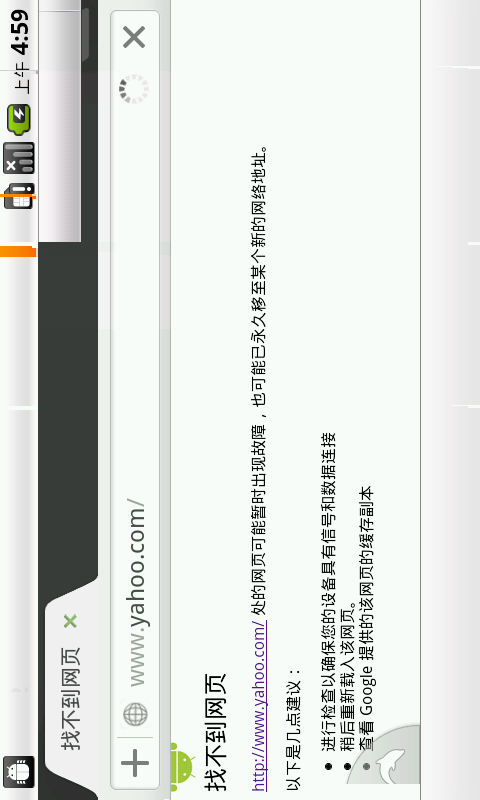 上午 4:59
找不到网页
www.yahoo.com/
找不到网页
http://www.yahoo.com/ 处的网页可能暂时出现故障，也可能已永久移至某个新的网络地址。
以下是几点建议：
进行检查以确保您的设备具有信号和数据连接
稍后重新载入该网页。
查看 Google 提供的该网页的缓存副本